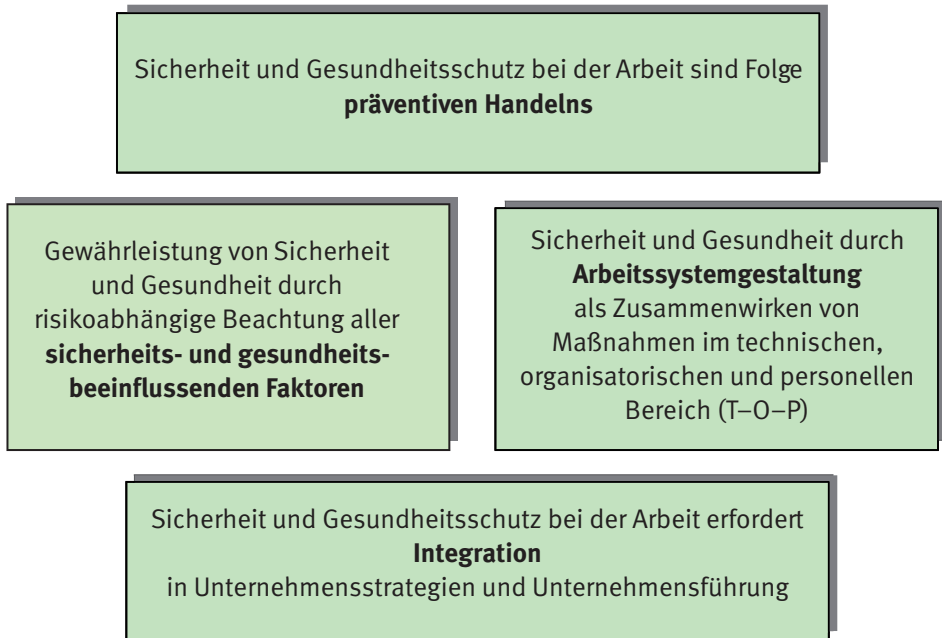 Sicherheit und Gesundheitsschutz bei der Arbeit sind Folge
präventiven Handelns
Gewährleistung von Sicherheit
und Gesundheit durch
risikoabhängige Beachtung aller
sicherheits- und gesundheits-
beeinflussenden Faktoren
Sicherheit und Gesundheit durch
Arbeitssystemgestaltung
als Zusammenwirken von
Maßnahmen im technischen,
organisatorischen und personellen
Bereich (T–O–P)
Sicherheit und Gesundheitsschutz bei der Arbeit erfordert
Integration
in Unternehmensstrategien und Unternehmensführung